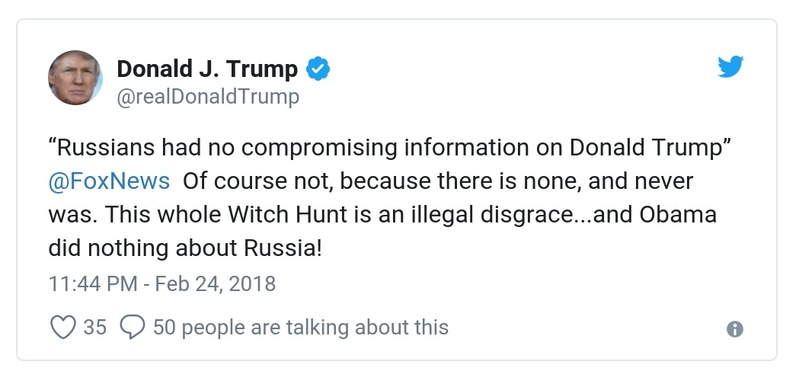 Donald J. Trump
@realDonaldTrump
“Russians had no compromising information on Donald Trump”
@FoxNews Of course not, because there is none, and never
was. This whole Witch Hunt is an illegal disgrace...and Obama
did nothing about Russia!
11:44 PM - Feb 24, 2018
35 50 people are talking about this